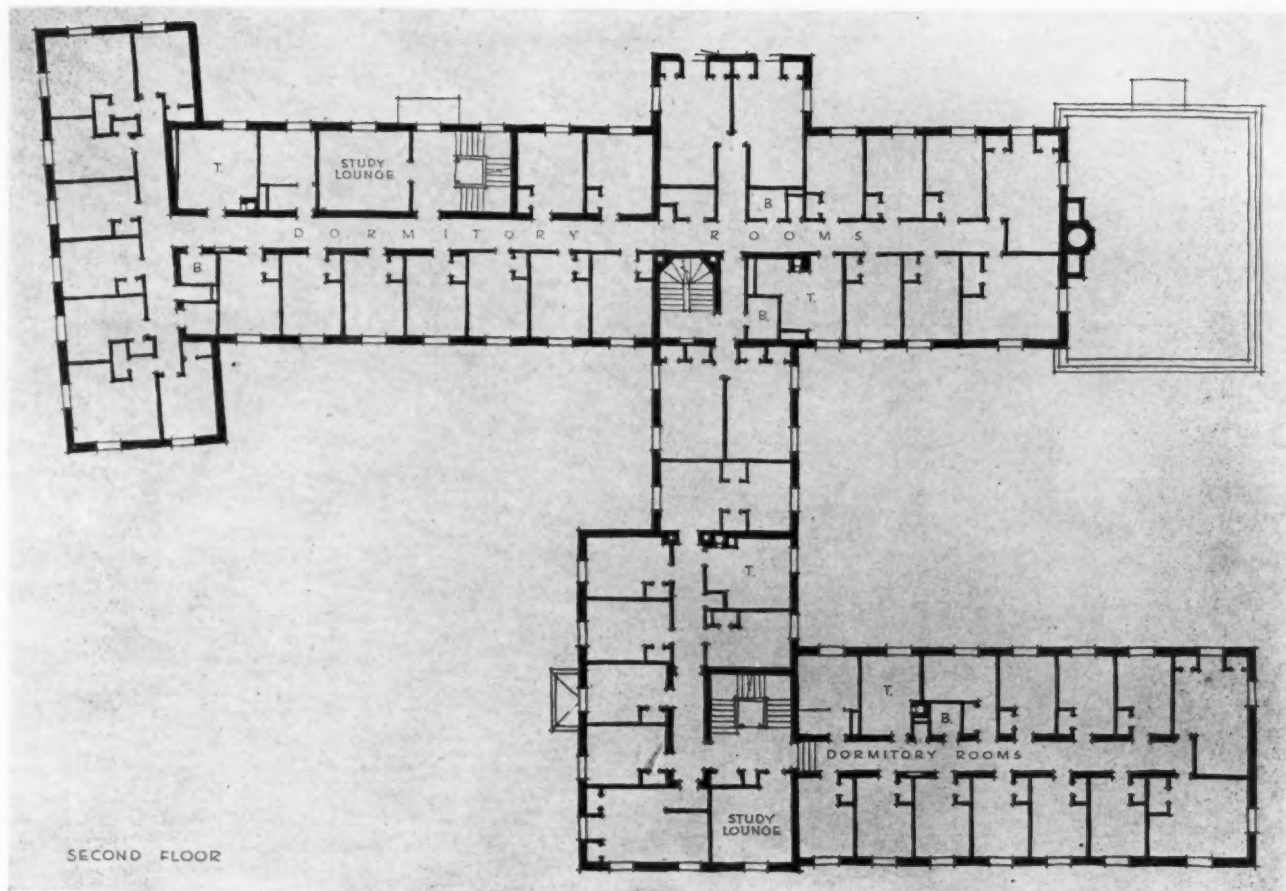 T.
STUDY
LOUNGE
B
DORMITORY ROOMS
B
B.
T.
T.
T.
B
DORMITORY ROOMS
STUDY
LOUNGE
SECOND FLOOR